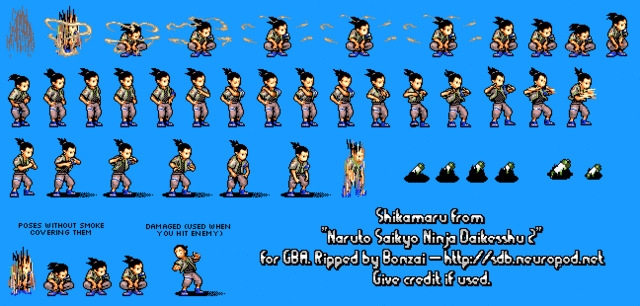 POSES WITHOUT SMOKE
COVERING THEM
DAMAGED (USED WHEN
YOU HIT ENEMY)
Shikamaru from
"Naruto Saikyo Ninja Daikesshu 2"
for GBA. Ripped by Bonzai – http://sdb.neuropod.net
Give credit if used.